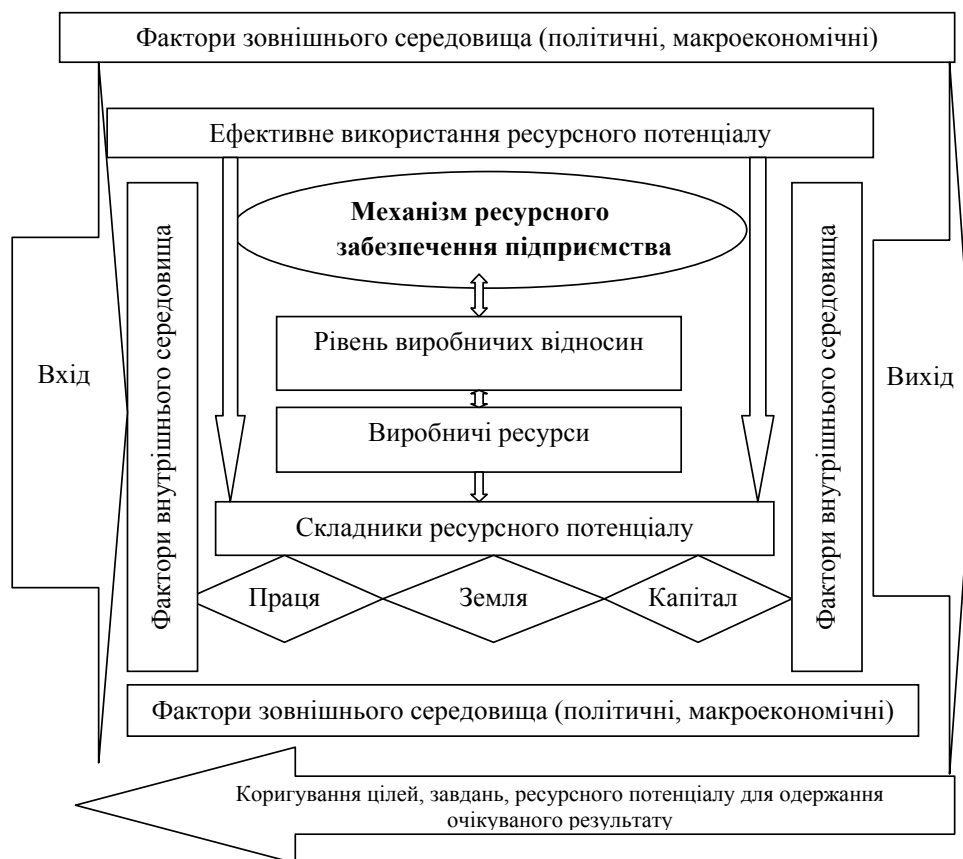 Фактори зовнішнього середовища (політичні, макроекономічні)
Ефективне використання ресурсного потенціалу
Механізм ресурсного
забезпечення підприємства
Рівень виробничих відносин
Вхід
Фактори внутрішнього середовища
Фактори внутрішнього середовища
Вихід
Виробничі ресурси
Складники ресурсного потенціалу
Праця
Земля
Капітал
Фактори зовнішнього середовища (політичні, макроекономічні)
Коригування цілей, завдань, ресурсного потенціалу для одержання
очікуваного результату